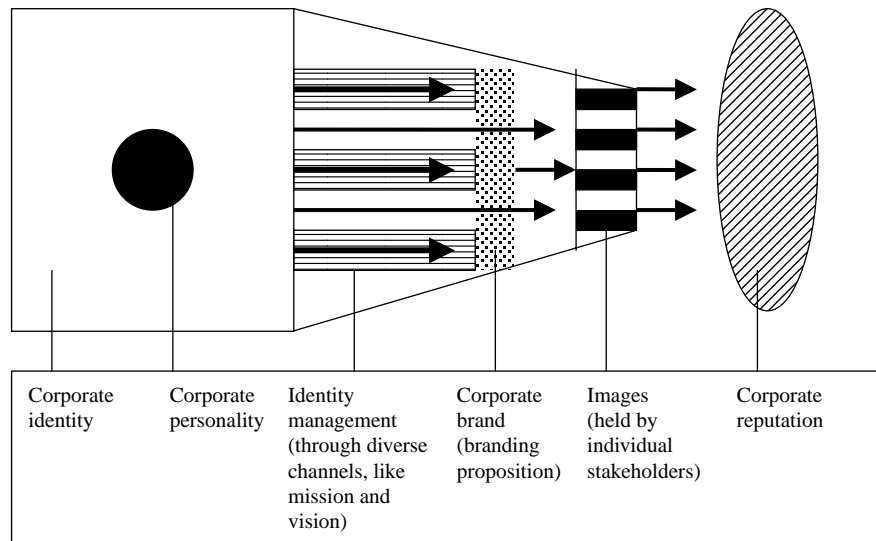 Corporate
identity
Corporate
personality
Identity
management
(through diverse
channels, like
mission and
vision)
Corporate
brand
(branding
proposition)
Images
(held by
individual
stakeholders)
Corporate
reputation